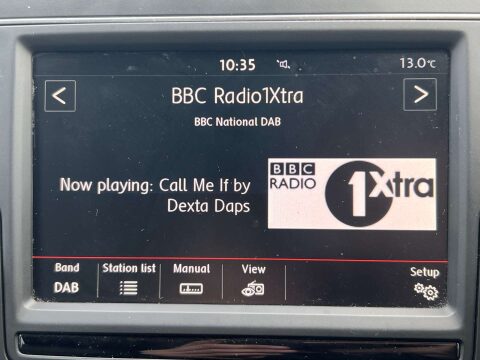 10:35 13.0°C
< BBC Radio1Xtra >
BBC National DAB
Now playing: Call Me If by
Dexta Daps
BBC
RADIO
1Xtra
Band Station list Manual View Setup
DAB